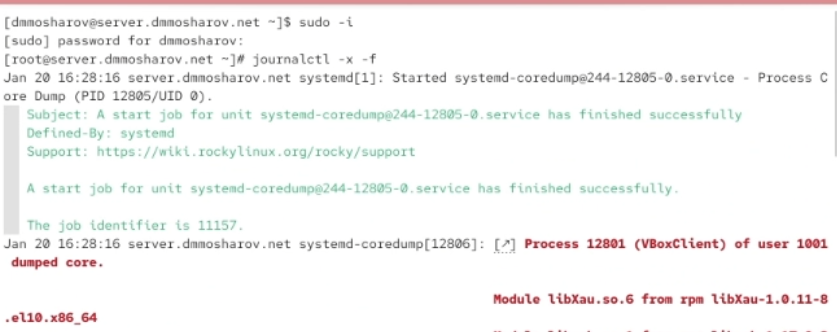 [dmmosharov@server.dmmosharov.net ~]$ sudo -i
[sudo] password for dmmosharov:
[root@server.dmmosharov.net ~]# journalctl -x -f
Jan 20 16:28:16 server.dmmosharov.net systemd[1]: Started systemd-coredump@244-12805-0.service - Process C
ore Dump (PID 12805/UID 0).
Subject: A start job for unit systemd-coredump@244-12805-0.service has finished successfully
Defined-By: systemd
Support: https://wiki.rockylinux.org/rocky/support
A start job for unit systemd-coredump@244-12805-0.service has finished successfully.
The job identifier is 11157.
Jan 20 16:28:16 server.dmmosharov.net systemd-coredump[12806]: [↗] Process 12801 (VBoxClient) of user 1001
dumped core.
Module libXau.so.6 from rpm libXau-1.0.11-8
.el10.x86_64